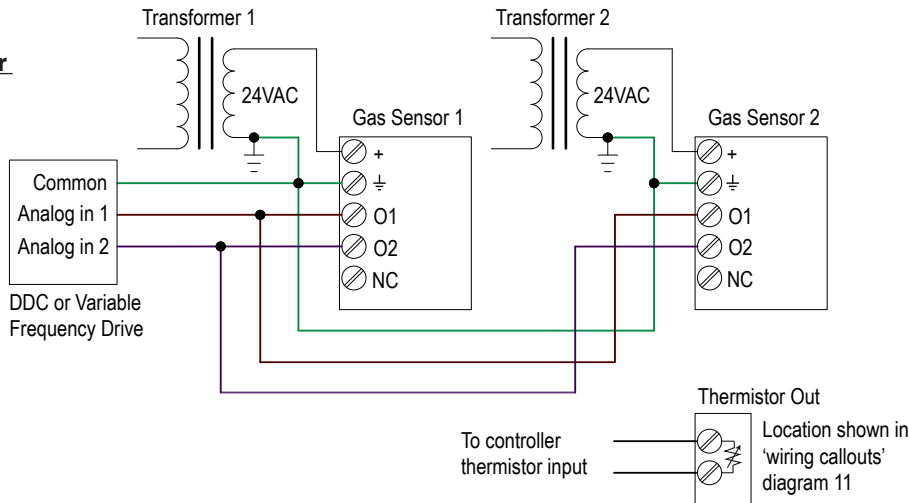 Transformer 1
Transformer 2
r
24VAC
24VAC
Gas Sensor 1
Gas Sensor 2
+
+
Common
Analog in 1
O1
O1
Analog in 2
O2
O2
NC
NC
DDC or Variable
Frequency Drive
Thermistor Out
To controller
thermistor input
Location shown in
'wiring callouts'
diagram 11